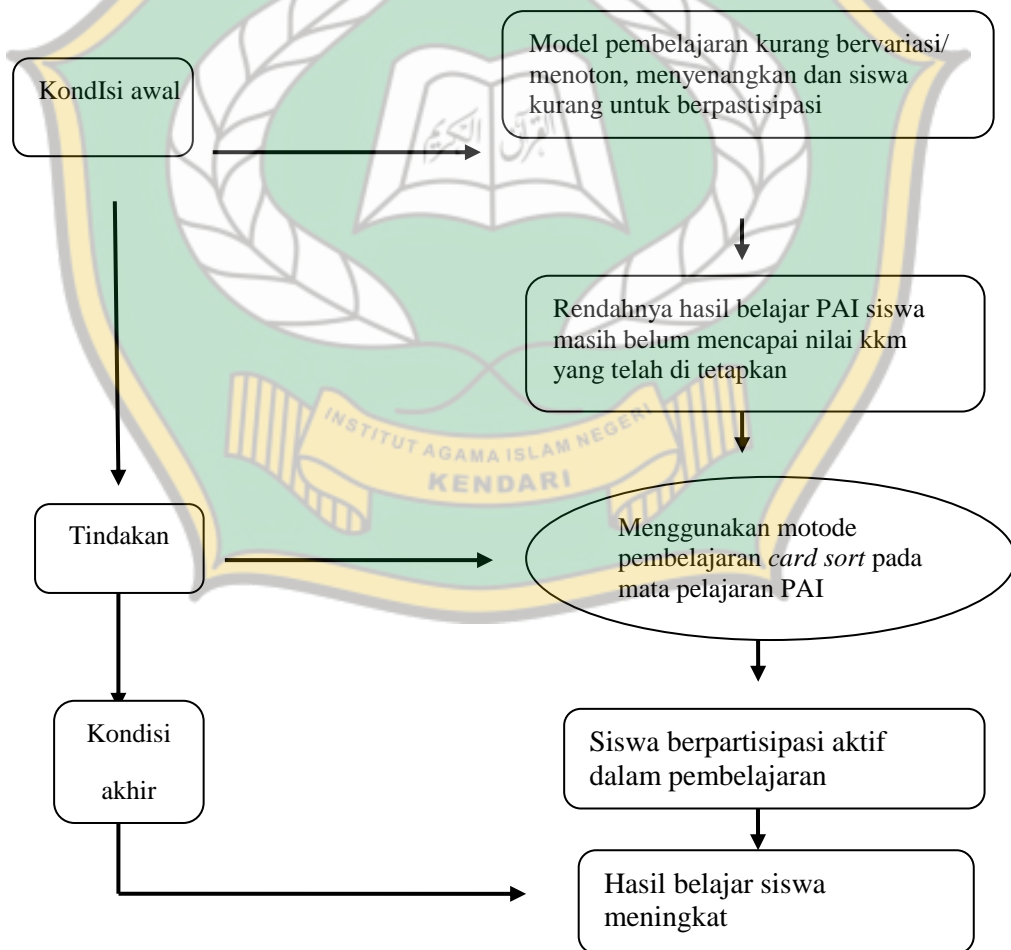 KondIsi awal
Model pembelajaran kurang bervariasi/
menoton, menyenangkan dan siswa
kurang untuk berpastisipasi
القرآن الكريم
Rendahnya hasil belajar PAI siswa
masih belum mencapai nilai kkm
yang telah di tetapkan
INSTITUT AGAMA ISLAM NEGERI
KENDARI
Tindakan
Menggunakan motode
pembelajaran card sort pada
mata pelajaran PAI
Kondisi
akhir
Siswa berpartisipasi aktif
dalam pembelajaran
Hasil belajar siswa
meningkat